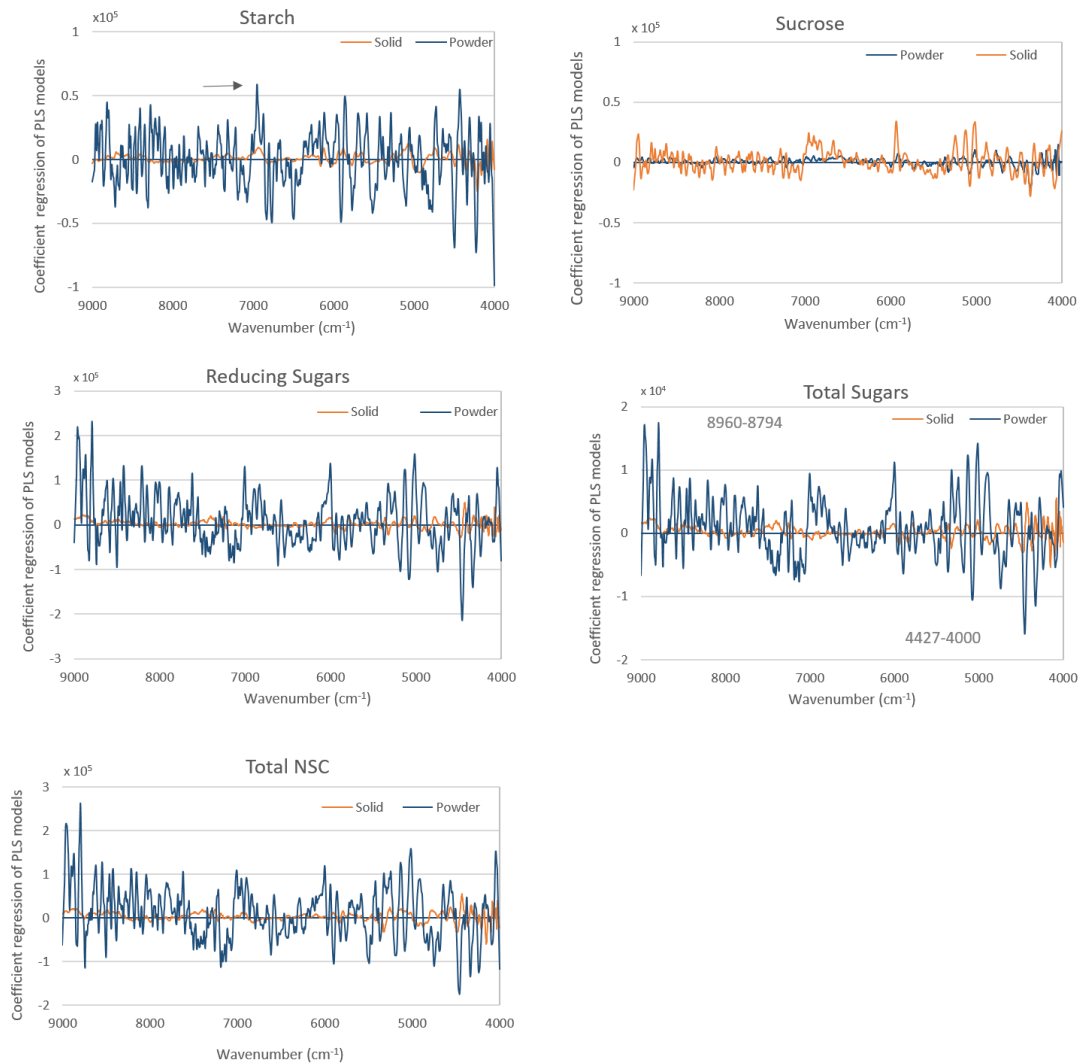 Starch
x 10⁵
Solid Powder
1
0.5
0
-0.5
-1
Coefficient regression of PLS models
9000 8000 7000 6000 5000 4000
Wavenumber (cm⁻¹)
Sucrose
x 10⁵
Powder Solid
1
0.5
0
-0.5
-1
Coefficient regression of PLS models
9000 8000 7000 6000 5000 4000
Wavenumber (cm⁻¹)
Reducing Sugars
x 10⁵
Solid Powder
3
2
1
0
-1
-2
-3
Coefficient regression of PLS models
9000 8000 7000 6000 5000 4000
Wavenumber (cm⁻¹)
Total Sugars
x 10⁴
Solid Powder
8960-8794
2
1
0
-1
-2
4427-4000
Coefficient regression of PLS models
9000 8000 7000 6000 5000 4000
Wavenumber (cm⁻¹)
Total NSC
x 10⁵
Solid Powder
3
2
1
0
-1
-2
Coefficient regression of PLS models
9000 8000 7000 6000 5000 4000
Wavenumber (cm⁻¹)